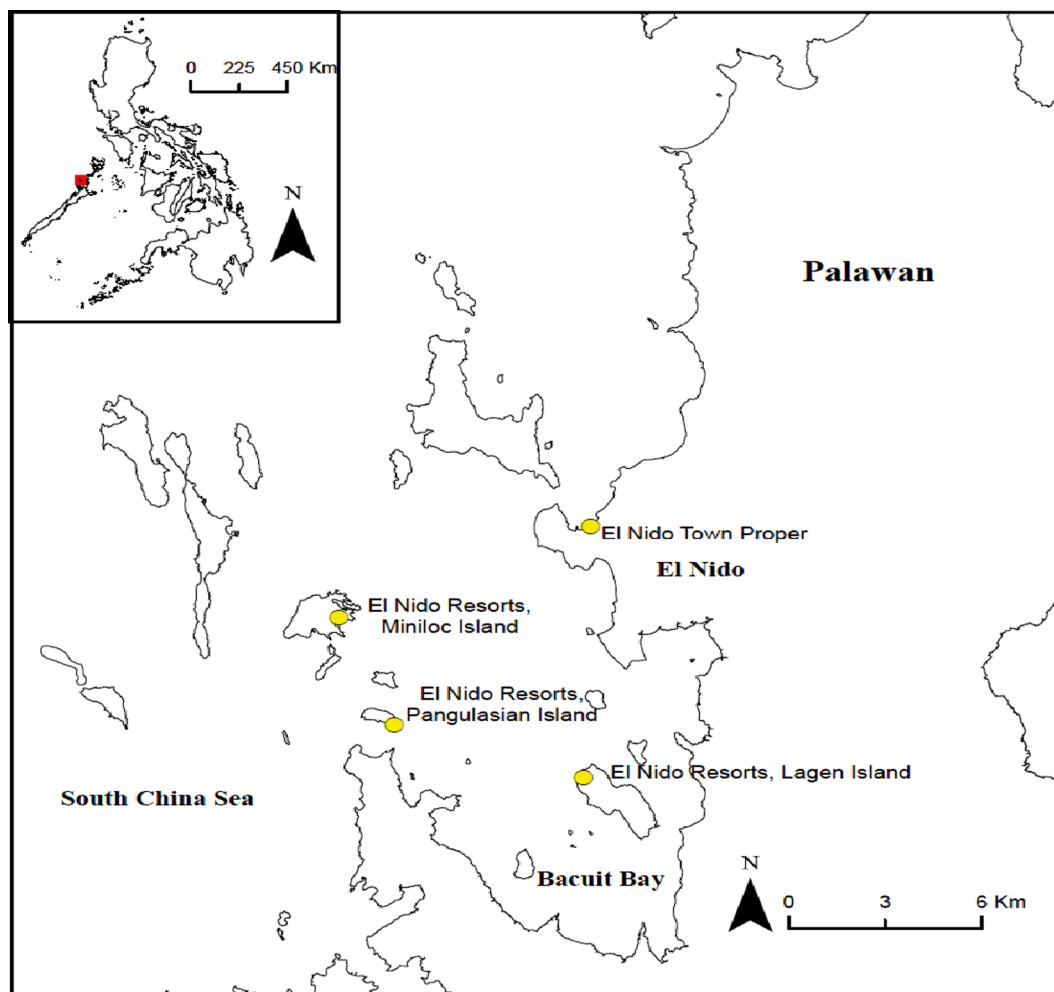 0 225 450 Km
N
Palawan
El Nido Town Proper
El Nido
El Nido Resorts,
Miniloc Island
El Nido Resorts,
Pangulasian Island
El Nido Resorts, Lagen Island
South China Sea
Bacuit Bay
N
0 3 6 Km